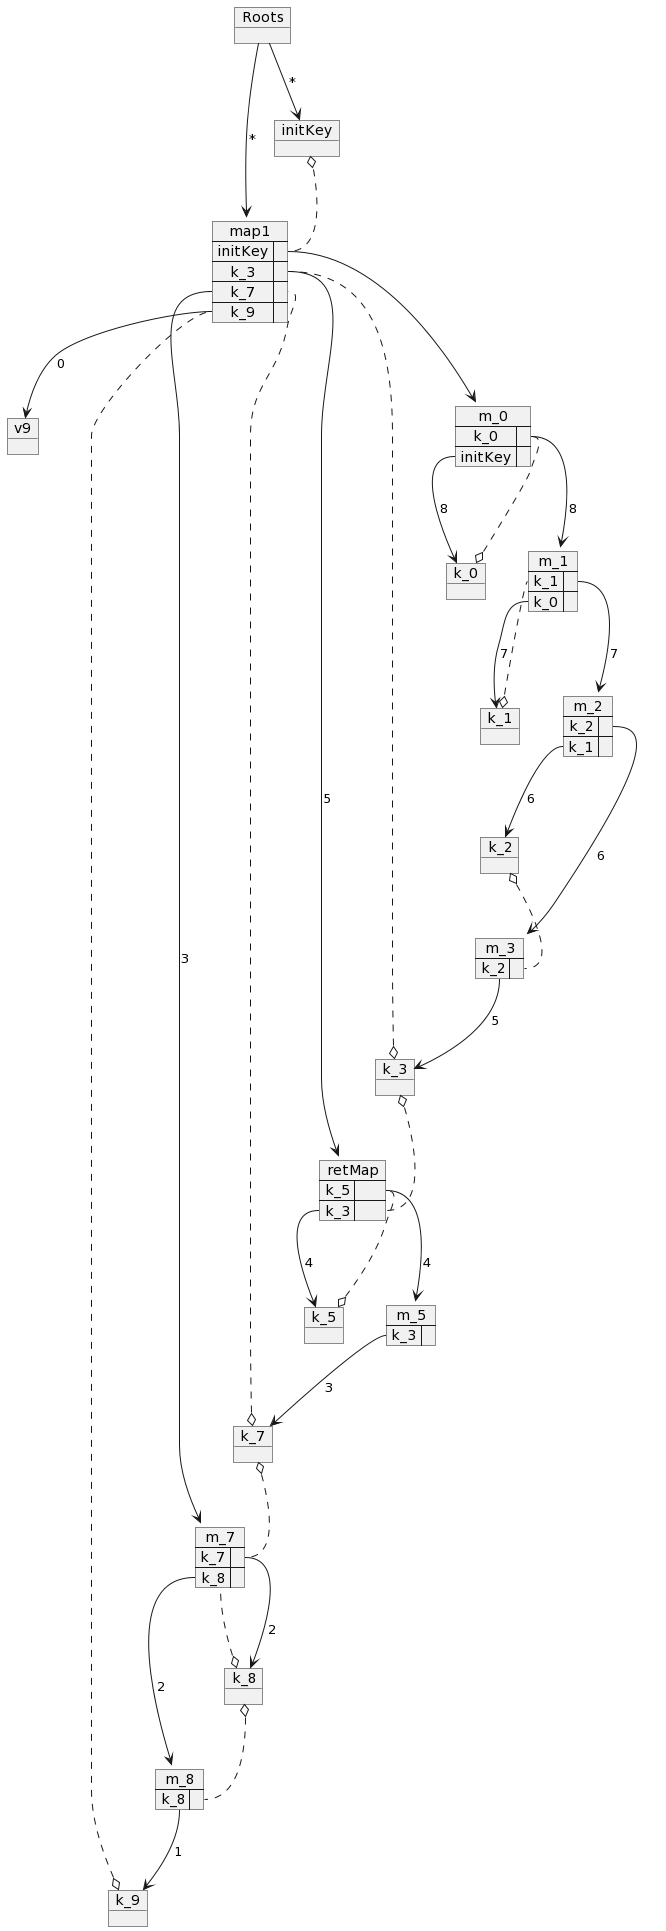 Roots
*
*
initKey
map1
initKey
k_3
k_7
k_9
0
v9
m_0
k_0
initKey
8
8
m_1
k_1
k_0
k_0
7
7
m_2
k_2
k_1
k_1
5
6
6
k_2
m_3
k_2
3
5
k_3
retMap
k_5
k_3
4
4
k_5
m_5
k_3
3
k_7
m_7
k_7
k_8
2
k_8
2
m_8
k_8
1
k_9